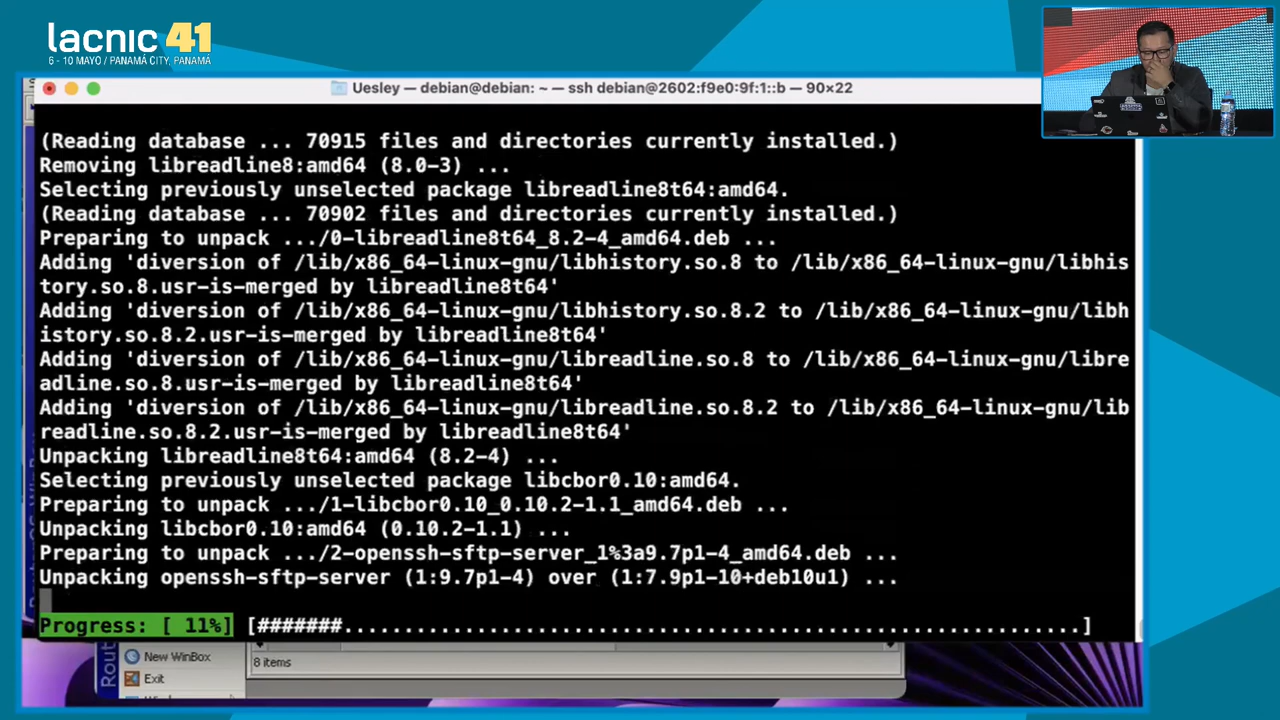 lacnic 41
6 - 10 MAYO / PANAMÁ CITY, PANAMÁ
Uesley — debian@debian: ~ — ssh debian@2602:f9e0:9f:1::b — 90×22
(Reading database ... 70915 files and directories currently installed.)
Removing libreadline8:amd64 (8.0-3) ...
Selecting previously unselected package libreadline8t64:amd64.
(Reading database ... 70902 files and directories currently installed.)
Preparing to unpack .../0-libreadline8t64_8.2-4_amd64.deb ...
Adding 'diversion of /lib/x86_64-linux-gnu/libhistory.so.8 to /lib/x86_64-linux-gnu/libhis
tory.so.8.usr-is-merged by libreadline8t64'
Adding 'diversion of /lib/x86_64-linux-gnu/libhistory.so.8.2 to /lib/x86_64-linux-gnu/libh
istory.so.8.2.usr-is-merged by libreadline8t64'
Adding 'diversion of /lib/x86_64-linux-gnu/libreadline.so.8 to /lib/x86_64-linux-gnu/libre
adline.so.8.usr-is-merged by libreadline8t64'
Adding 'diversion of /lib/x86_64-linux-gnu/libreadline.so.8.2 to /lib/x86_64-linux-gnu/lib
readline.so.8.2.usr-is-merged by libreadline8t64'
Unpacking libreadline8t64:amd64 (8.2-4) ...
Selecting previously unselected package libcbor0.10:amd64.
Preparing to unpack .../1-libcbor0.10_0.10.2-1.1_amd64.deb ...
Unpacking libcbor0.10:amd64 (0.10.2-1.1) ...
Preparing to unpack .../2-openssh-sftp-server_1%3a9.7p1-4_amd64.deb ...
Unpacking openssh-sftp-server (1:9.7p1-4) over (1:7.9p1-10+deb10u1) ...
Progress: [ 11%] [#######.............................................................]
New WinBox
Exit
8 items